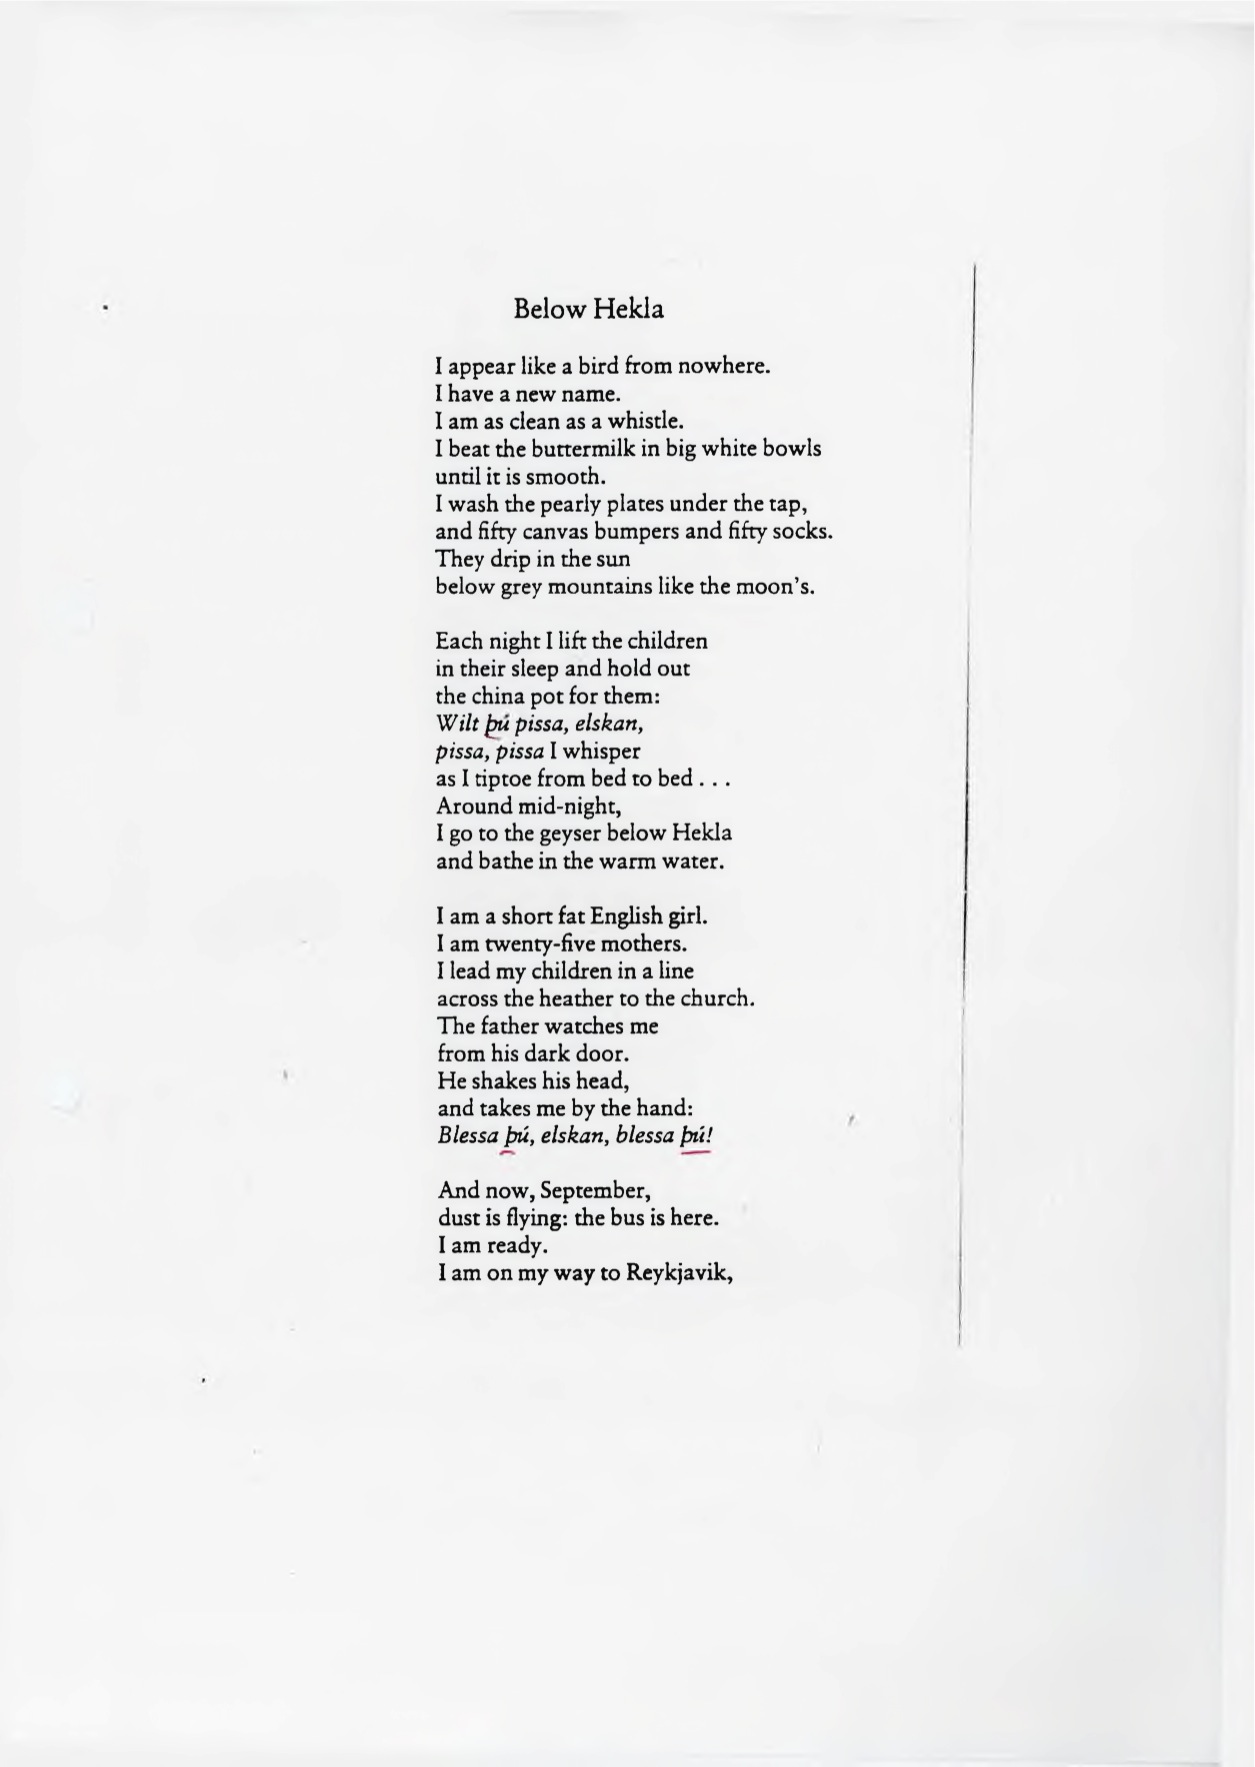 Below Hekla
I appear like a bird from nowhere.
I have a new name.
I am as clean as a whistle.
I beat the buttermilk in big white bowls
until it is smooth.
I wash the pearly plates under the tap,
and fifty canvas bumpers and fifty socks.
They drip in the sun
below grey mountains like the moon's.
Each night I lift the children
in their sleep and hold out
the china pot for them:
Wilt þú pissa, elskan,
pissa, pissa I whisper
as I tiptoe from bed to bed . . .
Around mid-night,
I go to the geyser below Hekla
and bathe in the warm water.
I am a short fat English girl.
I am twenty-five mothers.
I lead my children in a line
across the heather to the church.
The father watches me
from his dark door.
He shakes his head,
and takes me by the hand:
Blessa þú, elskan, blessa þú!
And now, September,
dust is flying: the bus is here.
I am ready.
I am on my way to Reykjavik,